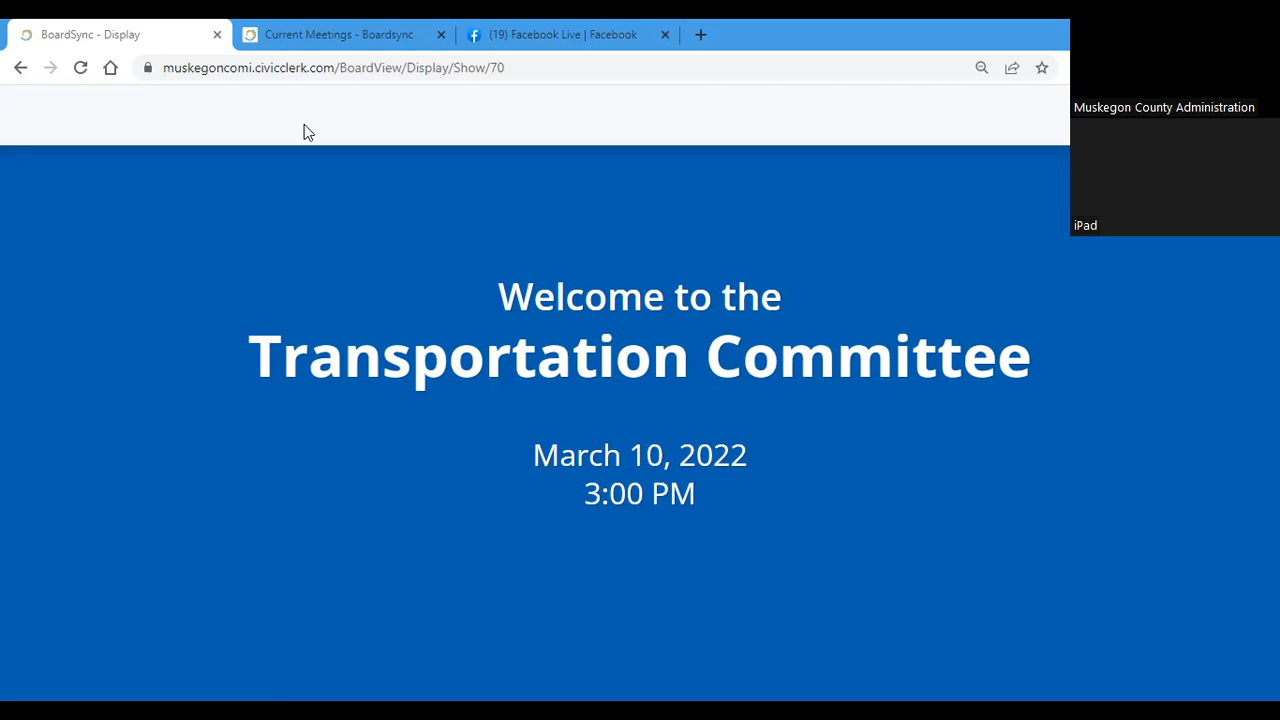 BoardSync - Display
Current Meetings - Boardsync
(19) Facebook Live | Facebook
muskegoncomi.civicclerk.com/BoardView/Display/Show/70
Muskegon County Administration
iPad
Welcome to the
Transportation Committee
March 10, 2022
3:00 PM